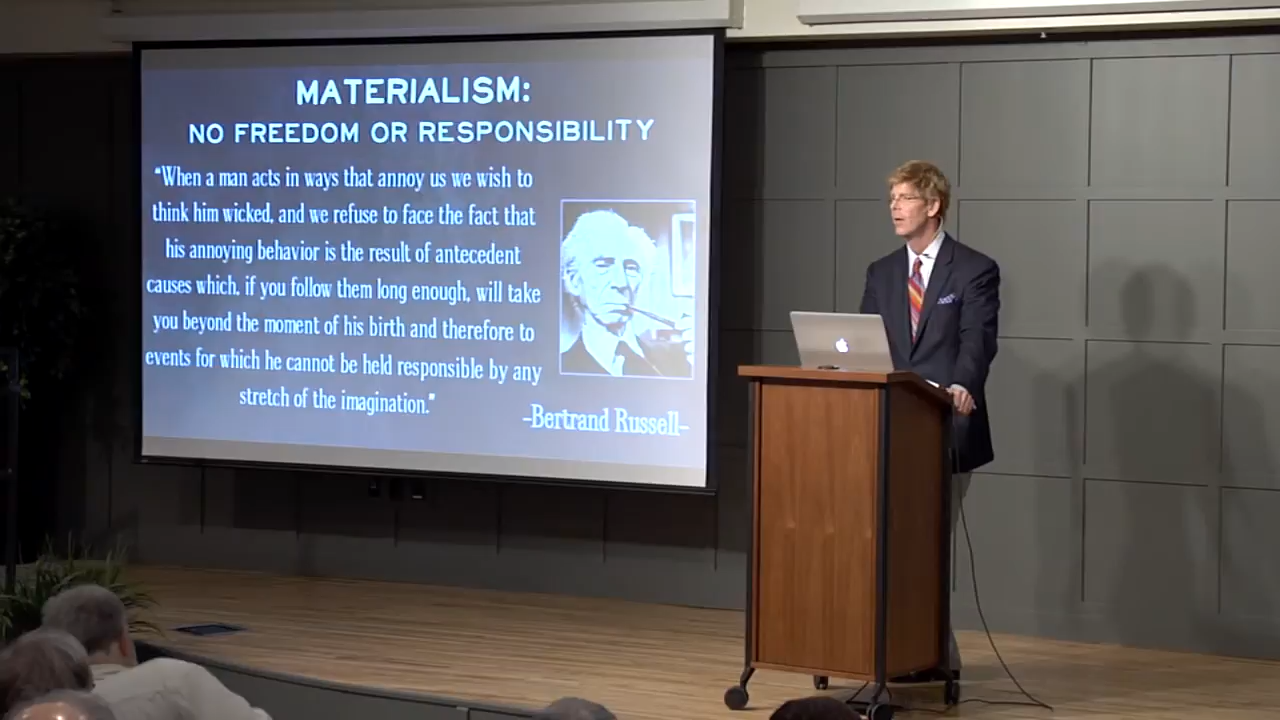 MATERIALISM:
NO FREEDOM OR RESPONSIBILITY
"When a man acts in ways that annoy us we wish to
think him wicked, and we refuse to face the fact that
his annoying behavior is the result of antecedent
causes which, if you follow them long enough, will take
you beyond the moment of his birth and therefore to
events for which he cannot be held responsible by any
stretch of the imagination."
-Bertrand Russell-